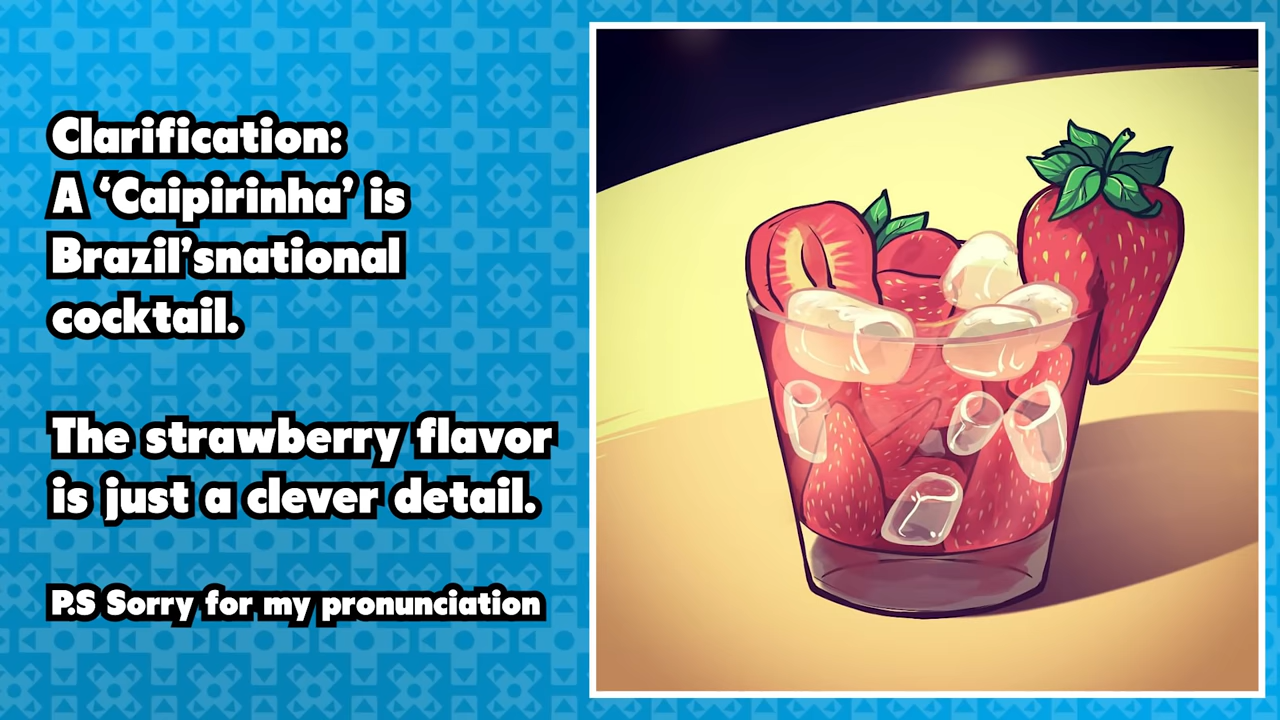 Clarification:
A ‘Caipirinha’ is
Brazil’snational
cocktail.
The strawberry flavor
is just a clever detail.
P.S Sorry for my pronunciation